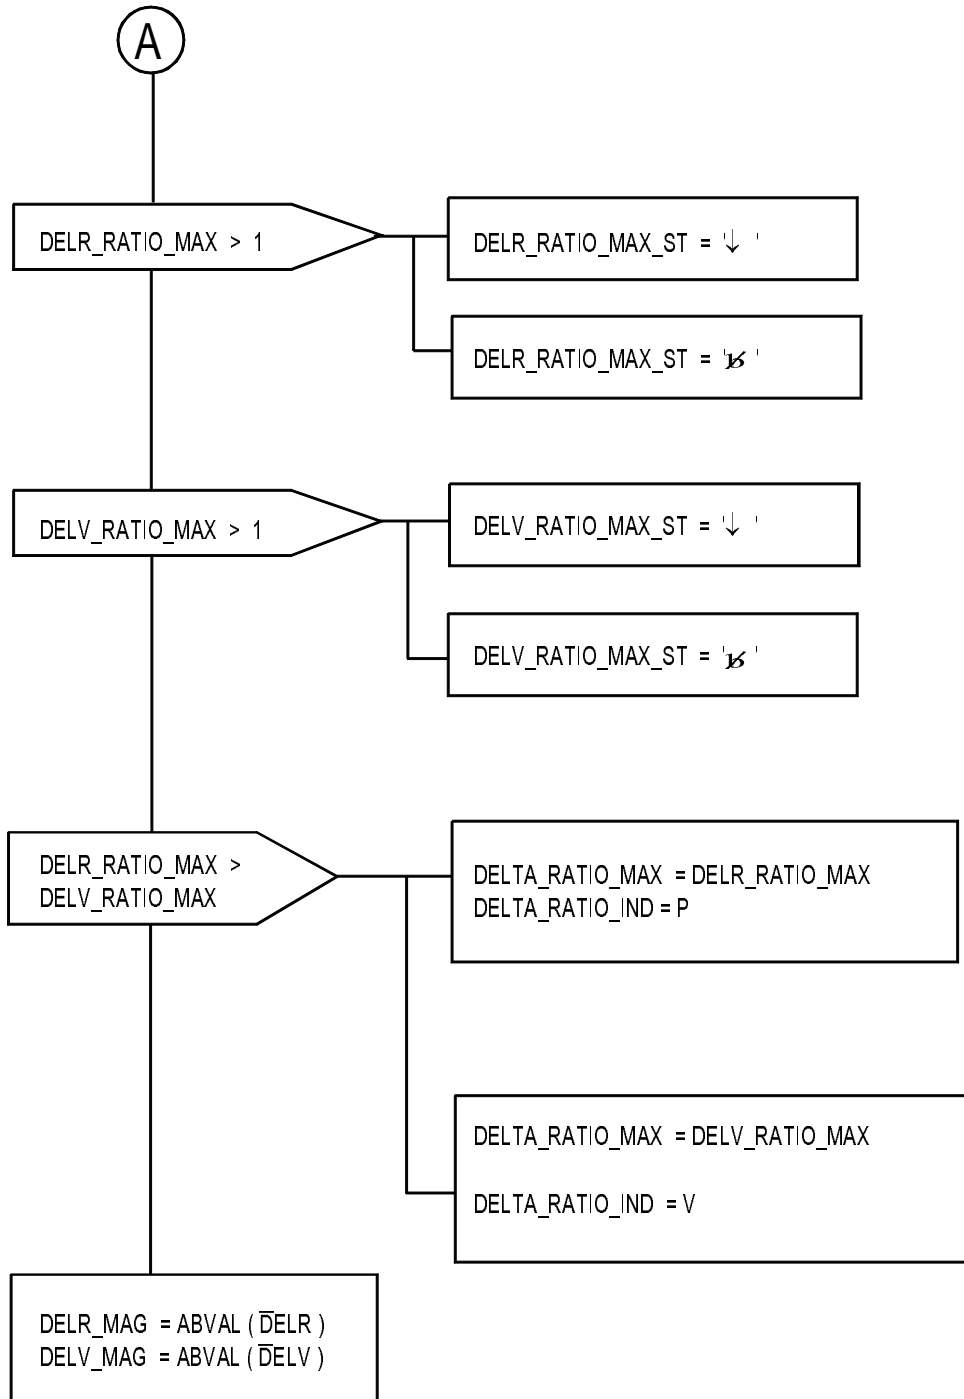 A
DELR_RATIO_MAX > 1
DELR_RATIO_MAX_ST = '↓ '
DELR_RATIO_MAX_ST = ' '
DELV_RATIO_MAX > 1
DELV_RATIO_MAX_ST = '↓ '
DELV_RATIO_MAX_ST = ' '
DELR_RATIO_MAX >
DELV_RATIO_MAX
DELTA_RATIO_MAX = DELR_RATIO_MAX
DELTA_RATIO_IND = P
DELTA_RATIO_MAX = DELV_RATIO_MAX
DELTA_RATIO_IND = V
DELR_MAG = ABVAL ( D̅ELR )
DELV_MAG = ABVAL ( D̅ELV )